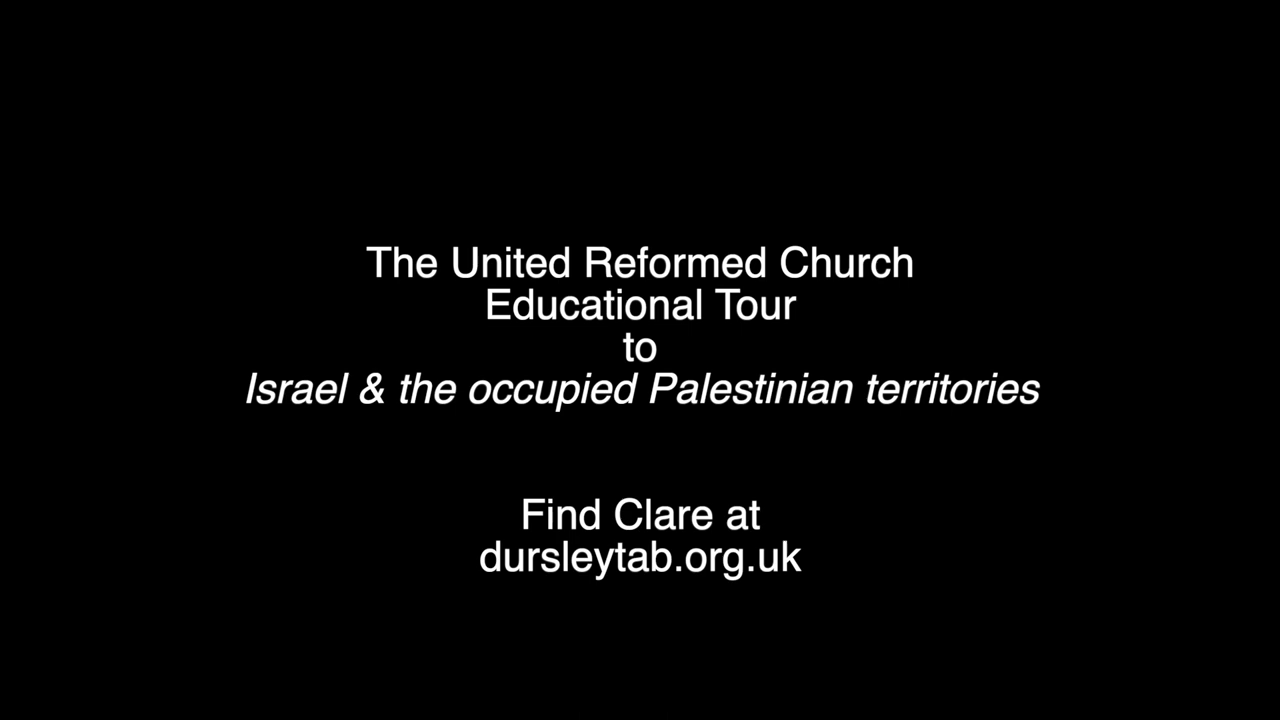 The United Reformed Church
Educational Tour
to
Israel & the occupied Palestinian territories
Find Clare at
dursleytab.org.uk